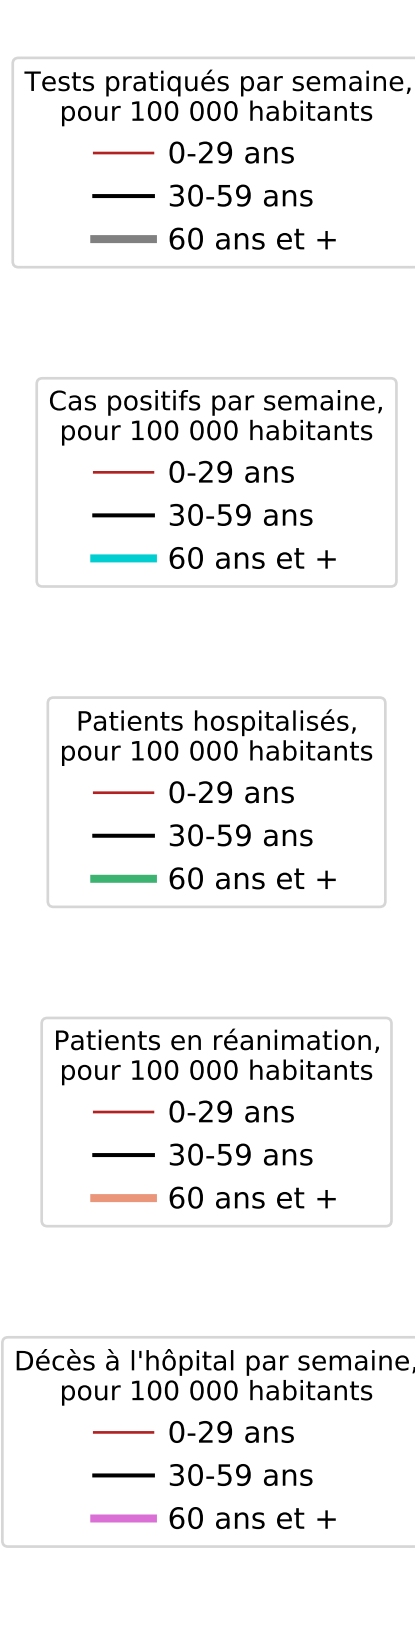 Tests pratiqués par semaine,
pour 100 000 habitants
0-29 ans
30-59 ans
60 ans et +
Cas positifs par semaine,
pour 100 000 habitants
0-29 ans
30-59 ans
60 ans et +
Patients hospitalisés,
pour 100 000 habitants
0-29 ans
30-59 ans
60 ans et +
Patients en réanimation,
pour 100 000 habitants
0-29 ans
30-59 ans
60 ans et +
Décès à l'hôpital par semaine,
pour 100 000 habitants
0-29 ans
30-59 ans
60 ans et +